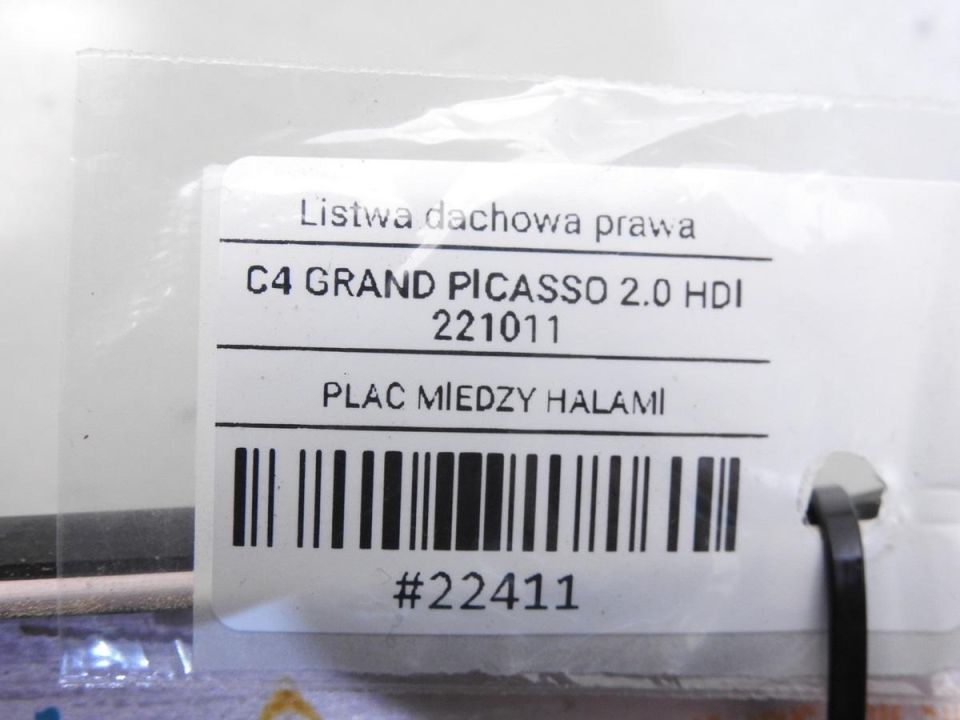 Listwa dachowa prawa
C4 GRAND PICASSO 2.0 HDI
221011
PLAC MIEDZY HALAMI
#22411